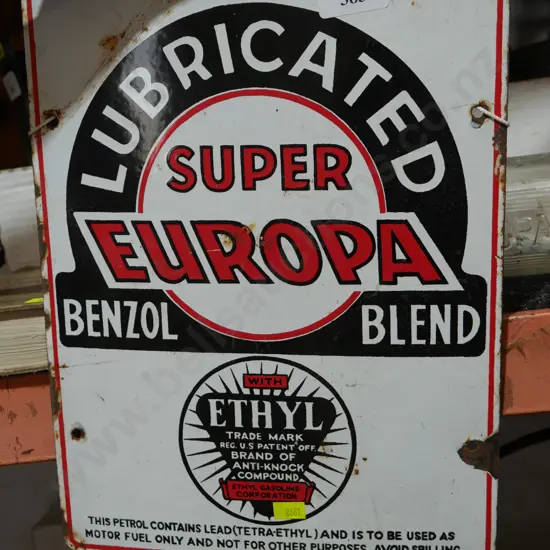 LUBRICATED
SUPER
EUROPA
BENZOL BLEND
WITH
ETHYL
TRADE MARK
REG. U.S PATENT OFF.
BRAND OF
ANTI-KNOCK
COMPOUND
ETHYL GASOLINE
CORPORATION
THIS PETROL CONTAINS LEAD (TETRA-ETHYL) AND IS TO BE USED AS
MOTOR FUEL ONLY AND NOT FOR OTHER PURPOSES. AVOID SPILLING